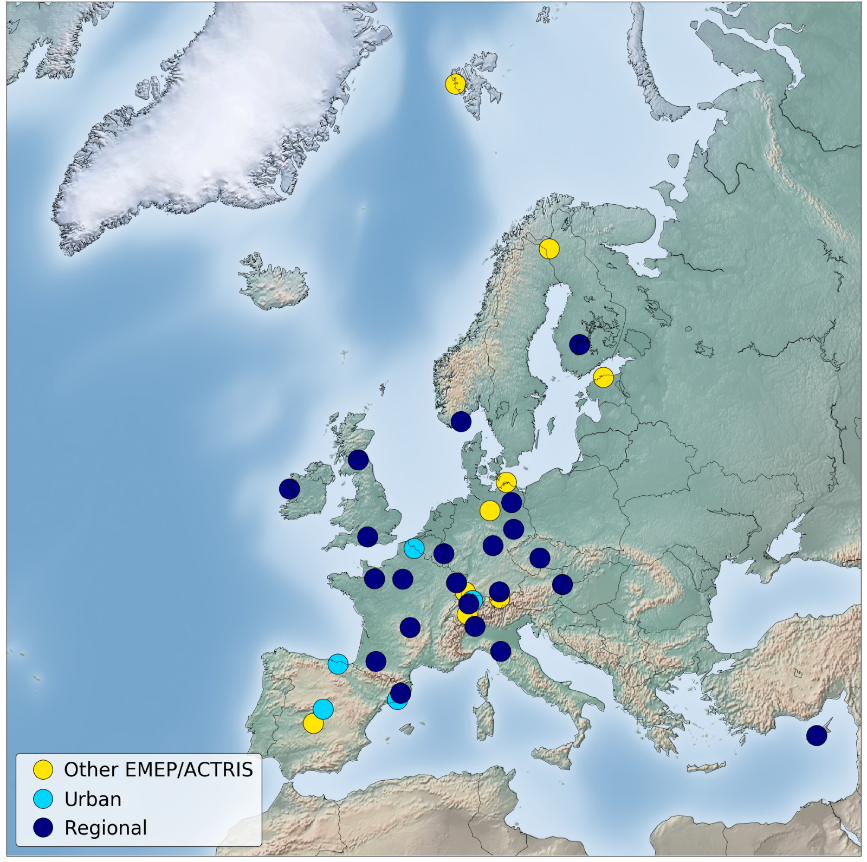 Other EMEP/ACTRIS
Urban
Regional